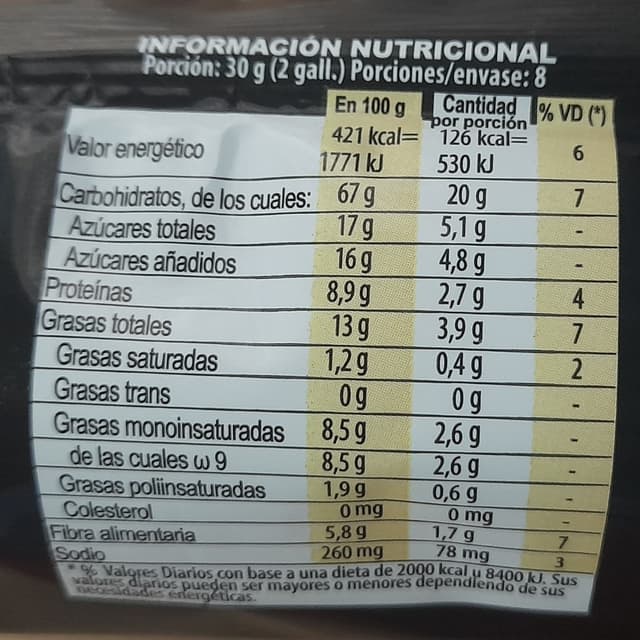 INFORMACIÓN NUTRICIONAL
Porción: 30 g (2 gall.) Porciones/envase: 8
En 100 g Cantidad por porción % VD (*)
Valor energético 421 kcal= 1771 kJ 126 kcal= 530 kJ 6
Carbohidratos, de los cuales: 67 g 20 g 7
Azúcares totales 17 g 5,1 g -
Azúcares añadidos 16 g 4,8 g -
Proteínas 8,9 g 2,7 g 4
Grasas totales 13 g 3,9 g 7
Grasas saturadas 1,2 g 0,4 g 2
Grasas trans 0 g 0 g -
Grasas monoinsaturadas 8,5 g 2,6 g -
de las cuales ω 9 8,5 g 2,6 g -
Grasas poliinsaturadas 1,9 g 0,6 g -
Colesterol 0 mg 0 mg -
Fibra alimentaria 5,8 g 1,7 g 7
Sodio 260 mg 78 mg 3
* % Valores Diarios con base a una dieta de 2000 kcal u 8400 kJ. Sus
valores diarios pueden ser mayores o menores dependiendo de sus
necesidades energéticas.